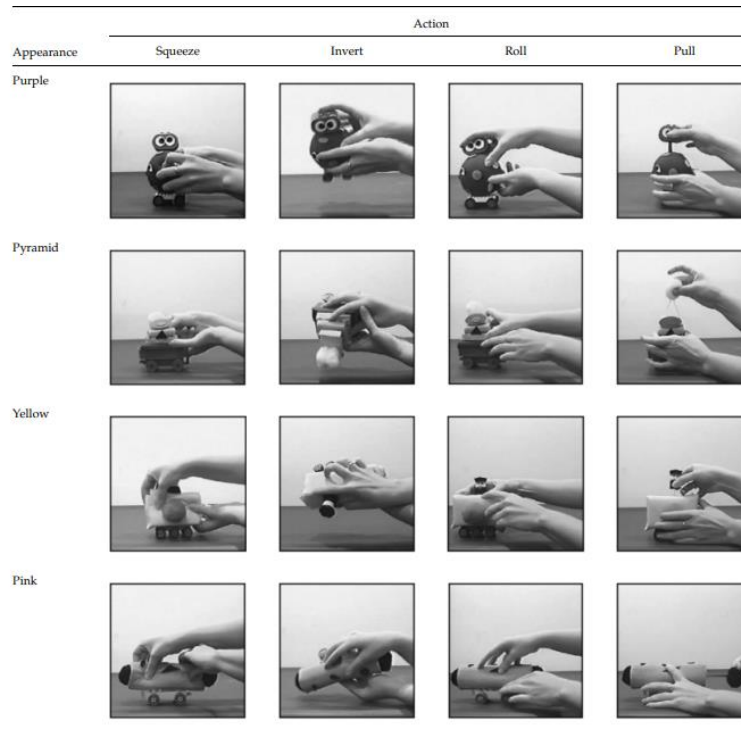 Action
Appearance Squeeze Invert Roll Pull
Purple
Pyramid
Yellow
Pink